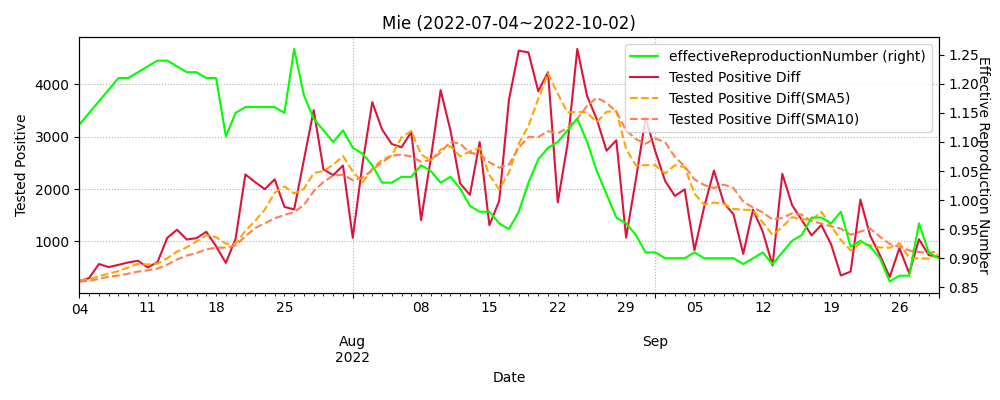 Mie (2022-07-04~2022-10-02)
effectiveReproductionNumber (right)
Tested Positive Diff
Tested Positive Diff(SMA5)
Tested Positive Diff(SMA10)
Tested Positive
4000
3000
2000
1000
Effective Reproduction Number
1.25
1.20
1.15
1.10
1.05
1.00
0.95
0.90
0.85
04 11 18 25 08 15 22 29 05 12 19 26
Aug Sep
2022
Date